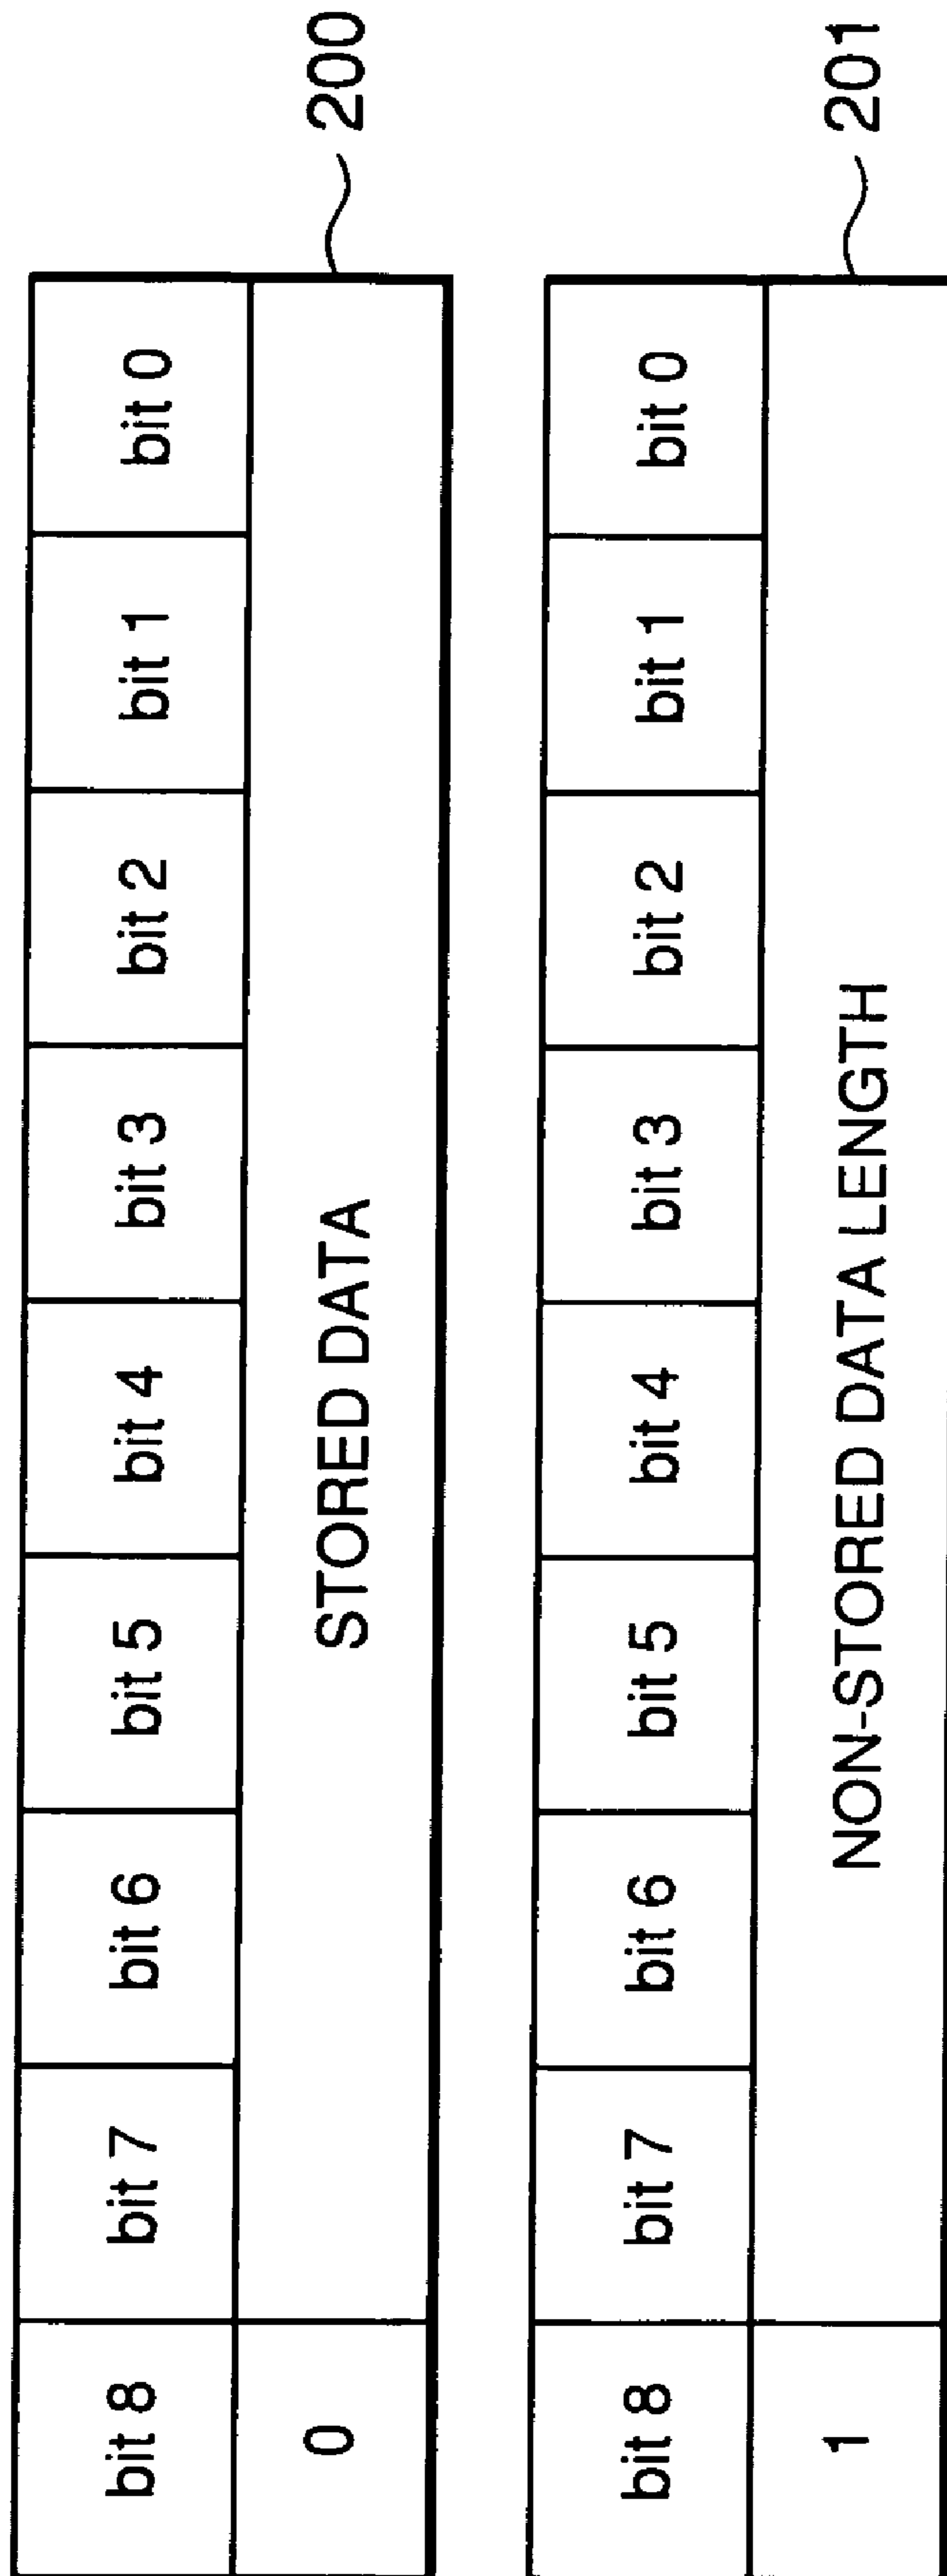 bit 8 bit 7 bit 6 bit 5 bit 4 bit 3 bit 2 bit 1 bit 0
0 STORED DATA
200
bit 8 bit 7 bit 6 bit 5 bit 4 bit 3 bit 2 bit 1 bit 0
1 NON-STORED DATA LENGTH
201